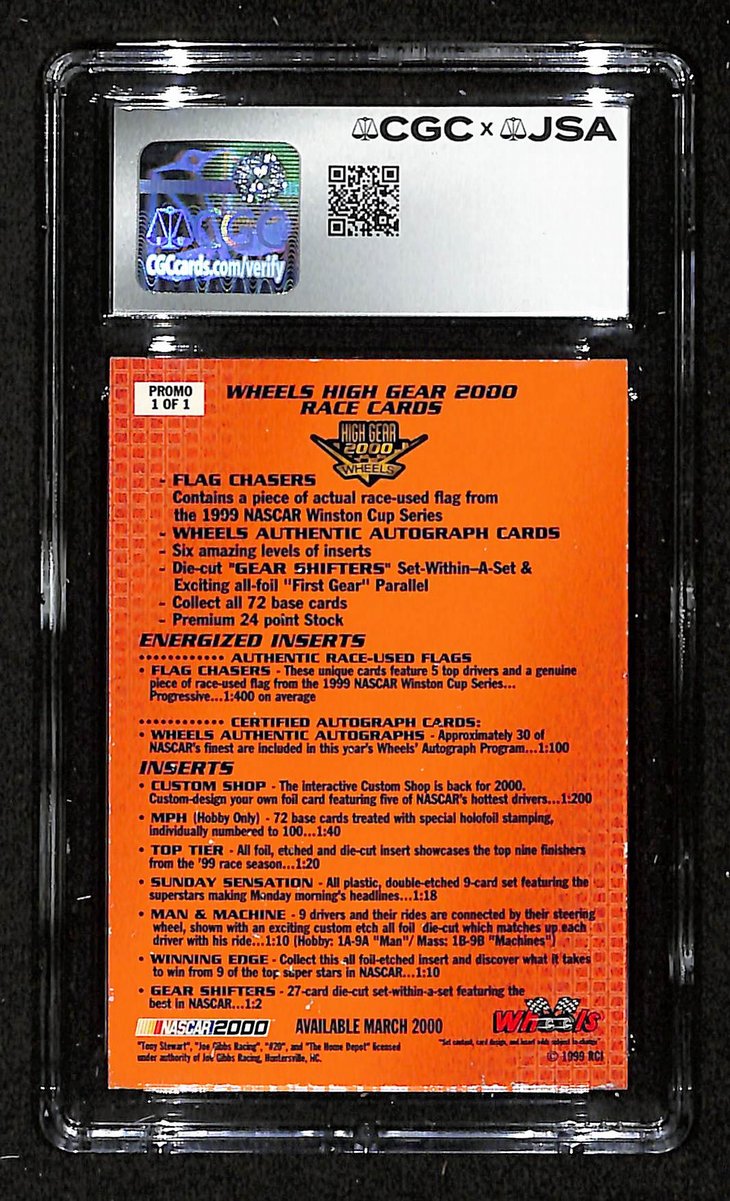 CGC x JSA
CGC
CGCcards.com/verify
PROMO
1 OF 1
WHEELS HIGH GEAR 2000
RACE CARDS
HIGH GEAR
2000
WHEELS
- FLAG CHASERS
Contains a piece of actual race-used flag from
the 1999 NASCAR Winston Cup Series
- WHEELS AUTHENTIC AUTOGRAPH CARDS
- Six amazing levels of inserts
- Die-cut "GEAR SHIFTERS" Set-Within-A-Set &
Exciting all-foil "First Gear" Parallel
- Collect all 72 base cards
- Premium 24 point Stock
ENERGIZED INSERTS
............ AUTHENTIC RACE-USED FLAGS
• FLAG CHASERS - These unique cards feature 5 top drivers and a genuine
piece of race-used flag from the 1999 NASCAR Winston Cup Series...
Progressive...1:400 on average
............ CERTIFIED AUTOGRAPH CARDS:
• WHEELS AUTHENTIC AUTOGRAPHS - Approximately 30 of
NASCAR's finest are included in this year's Wheels' Autograph Program...1:100
INSERTS
• CUSTOM SHOP - The interactive Custom Shop is back for 2000.
Custom-design your own foil card featuring five of NASCAR's hottest drivers...1:200
• MPH (Hobby Only) - 72 base cards treated with special holofoil stamping,
individually numbered to 100...1:40
• TOP TIER - All foil, etched and die-cut insert showcases the top nine finishers
from the '99 race season...1:20
• SUNDAY SENSATION - All plastic, double-etched 9-card set featuring the
superstars making Monday morning's headlines...1:18
• MAN & MACHINE - 9 drivers and their rides are connected by their steering
wheel, shown with an exciting custom etch all foil die-cut which matches up each
driver with his ride...1:10 (Hobby: 1A-9A "Man"/ Mass: 1B-9B "Machines")
• WINNING EDGE - Collect this all foil-etched insert and discover what it takes
to win from 9 of the top super stars in NASCAR...1:10
• GEAR SHIFTERS - 27-card die-cut set-within-a-set featuring the
best in NASCAR...1:2
NASCAR 2000 AVAILABLE MARCH 2000 Wheels
"Tony Stewart", "Joe Gibbs Racing", "#20", and "The Home Depot" licensed
under authority of Joe Gibbs Racing, Huntersville, NC.
"Set content, card design, and insert odds subject to change"
© 1999 RCI